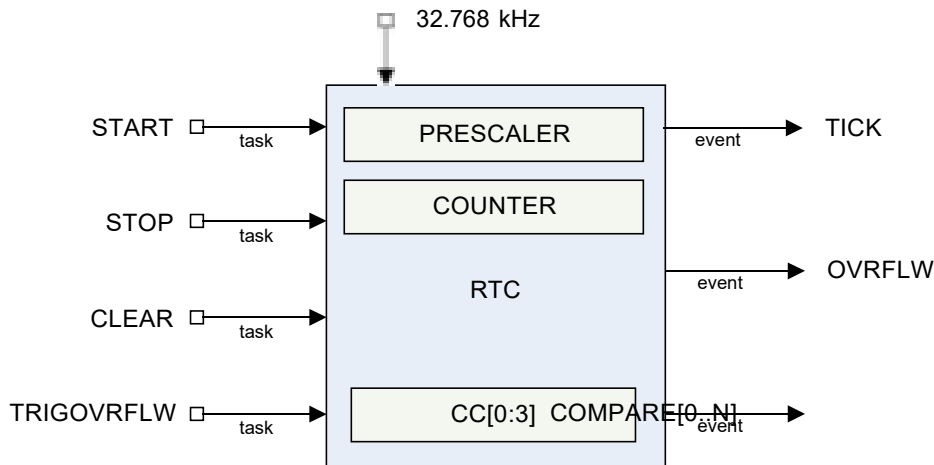 32.768 kHz
START
task
PRESCALER
event
TICK
STOP
task
COUNTER
event
OVRFLW
RTC
CLEAR
task
TRIGOVRFLW
task
CC[0:3]
COMPARE[0..N]
event